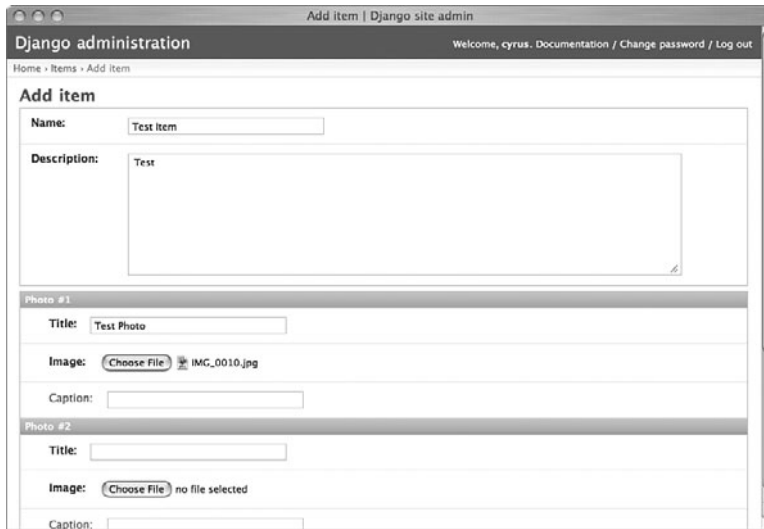 Add item | Django site admin
Django administration
Welcome, cyrus. Documentation / Change password / Log out
Home › Items › Add item
Add item
Name: Test Item
Description: Test
Photo #1
Title: Test Photo
Image: Choose File IMG_0010.jpg
Caption:
Photo #2
Title:
Image: Choose File no file selected
Caption: